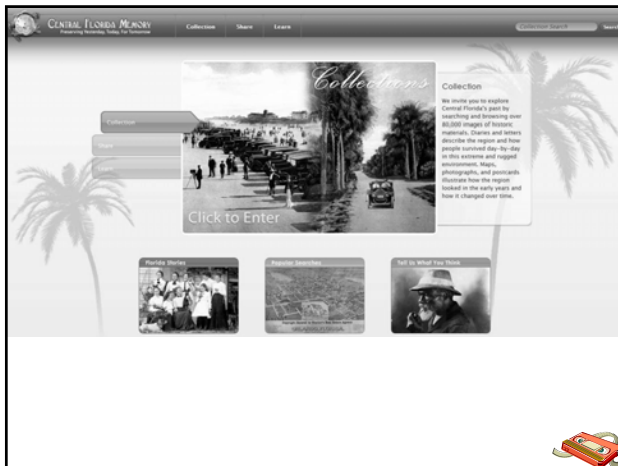 CENTRAL FLORIDA MEMORY
Preserving Yesterday, Today, For Tomorrow
Collection Share Learn
Collection Search
Search
Collections
Collection
We invite you to explore
Central Florida's past by
searching and browsing over
80,000 images of historic
materials. Diaries and letters
describe the region and how
people survived day-by-day
in this extreme and rugged
environment. Maps,
photographs, and postcards
illustrate how the region
looked in the early years and
how it changed over time.
Collection
Share
Click to Enter
Florida Stories
Popular Searches
Tell Us What You Think